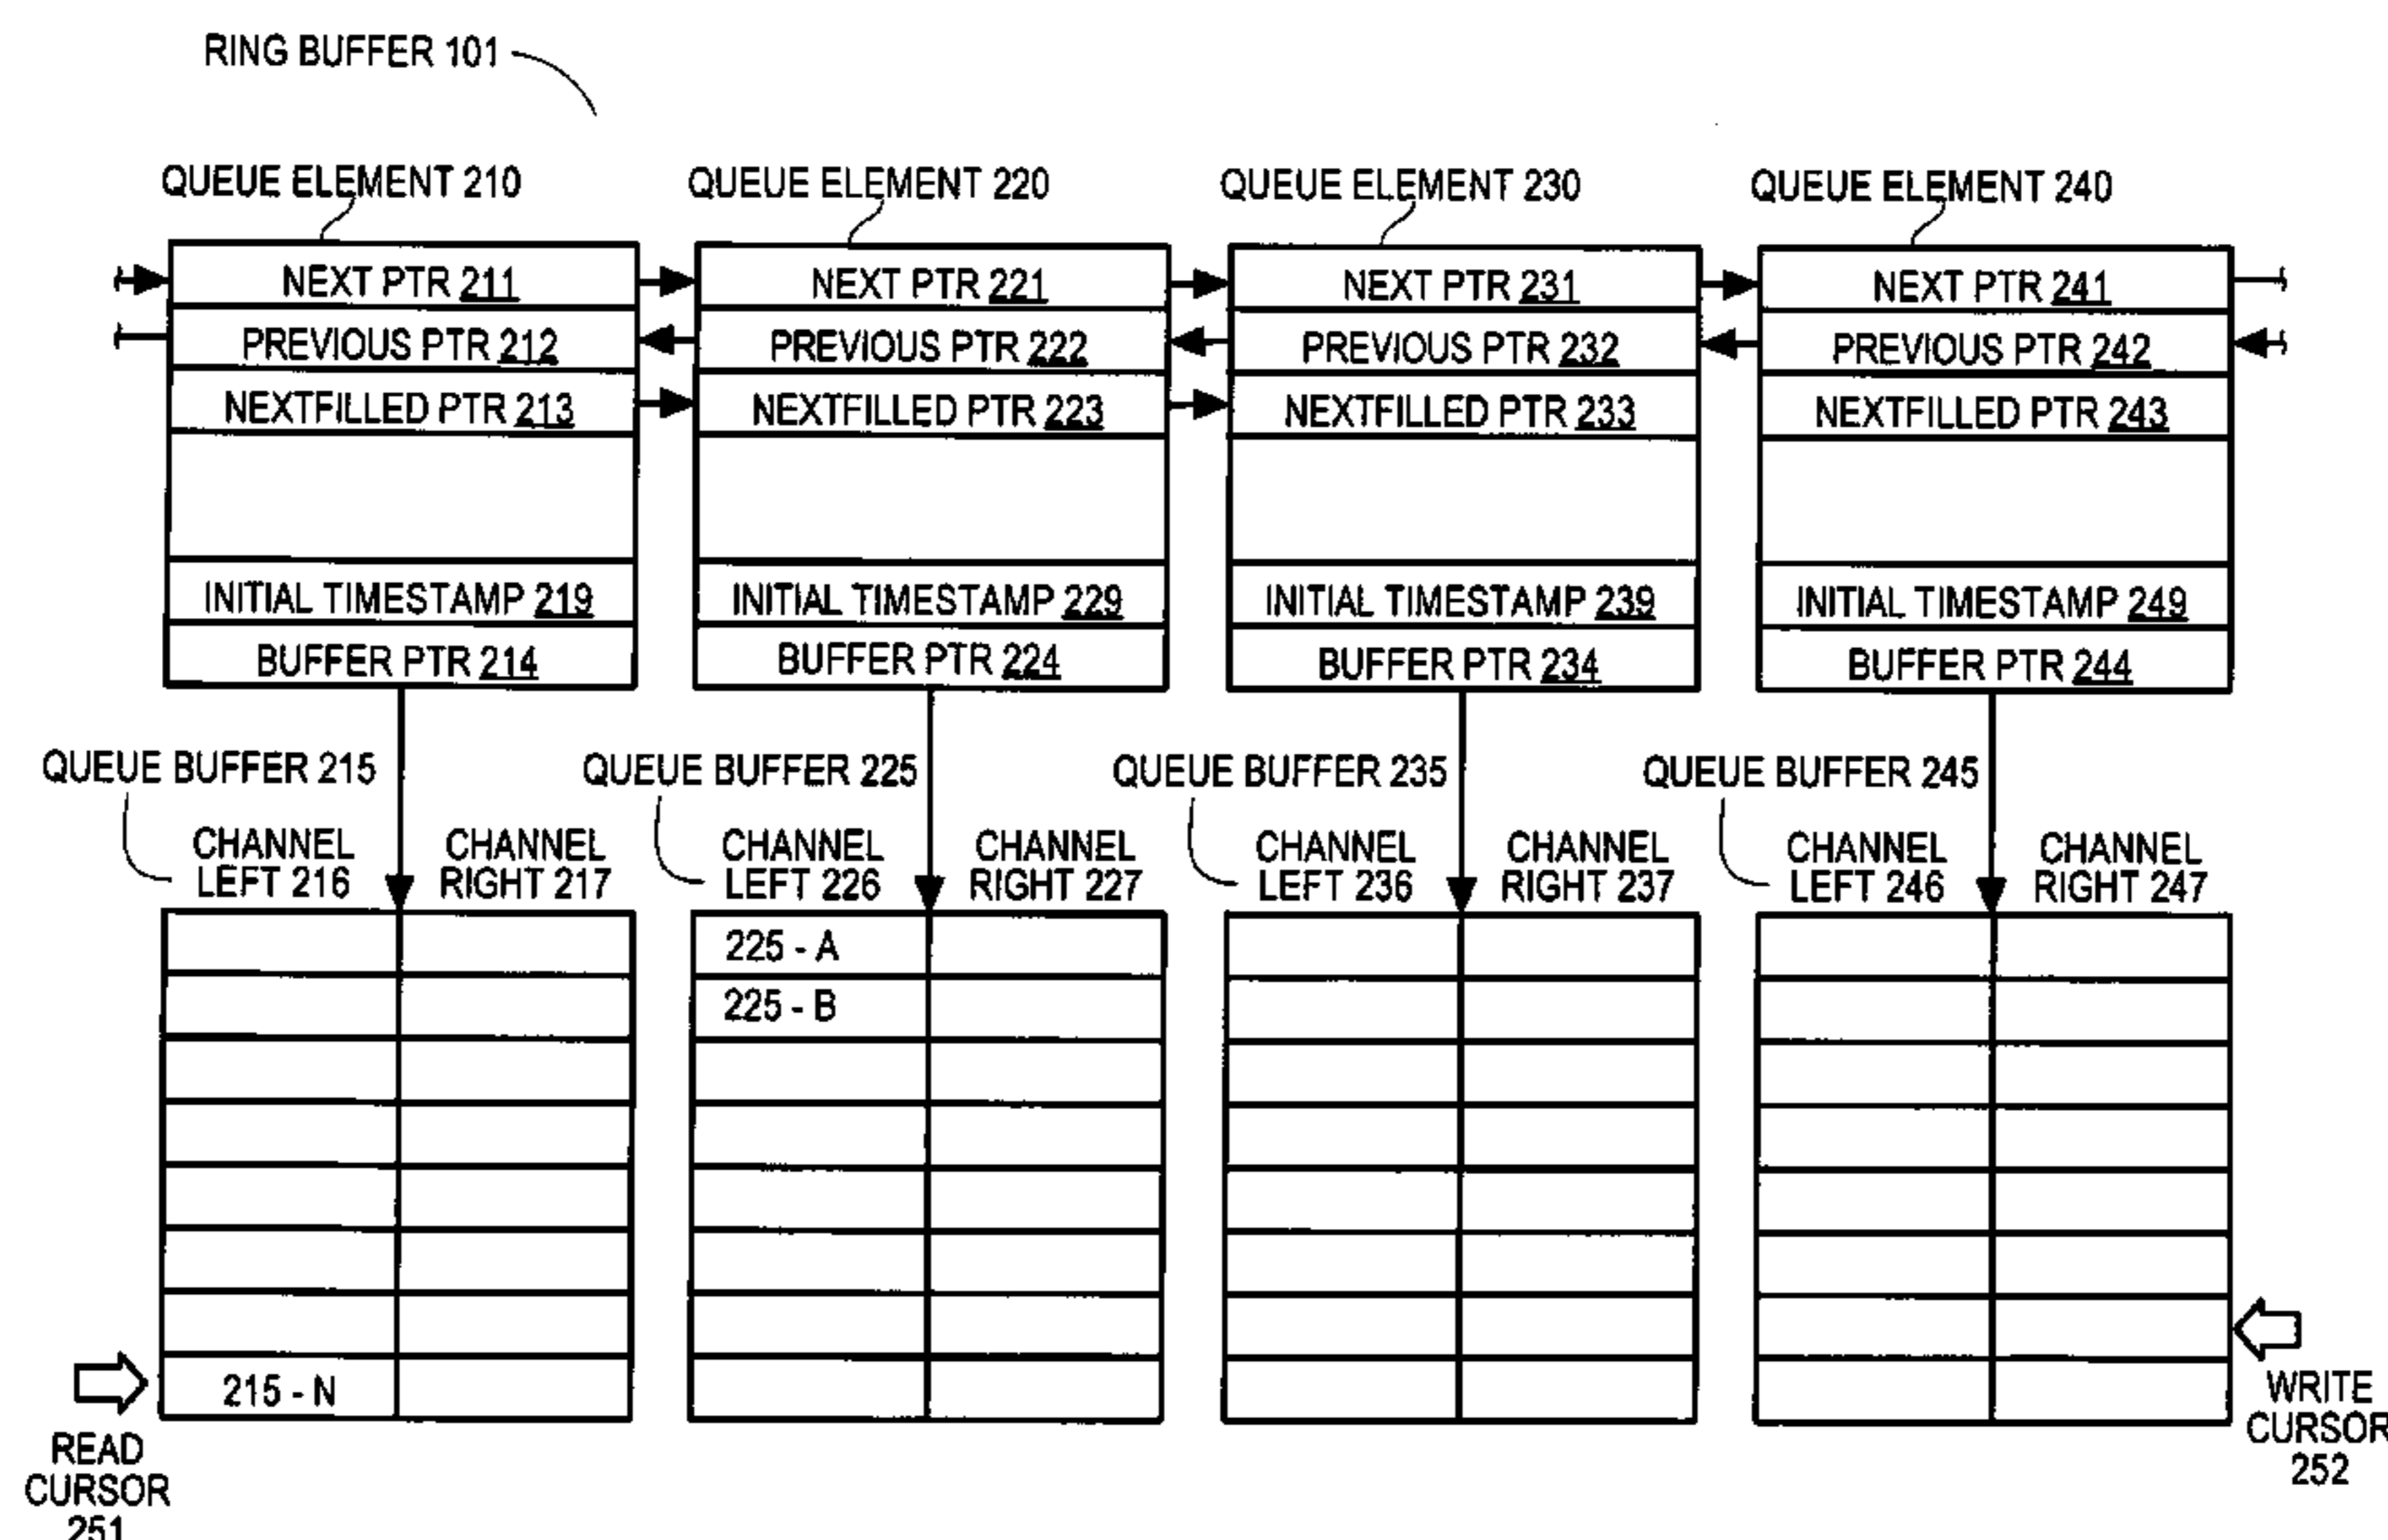 RING BUFFER 101
QUEUE ELEMENT 210
QUEUE ELEMENT 220
QUEUE ELEMENT 230
QUEUE ELEMENT 240
NEXT PTR 211
NEXT PTR 221
NEXT PTR 231
NEXT PTR 241
PREVIOUS PTR 212
PREVIOUS PTR 222
PREVIOUS PTR 232
PREVIOUS PTR 242
NEXTFILLED PTR 213
NEXTFILLED PTR 223
NEXTFILLED PTR 233
NEXTFILLED PTR 243
INITIAL TIMESTAMP 219
INITIAL TIMESTAMP 229
INITIAL TIMESTAMP 239
INITIAL TIMESTAMP 249
BUFFER PTR 214
BUFFER PTR 224
BUFFER PTR 234
BUFFER PTR 244
QUEUE BUFFER 215
QUEUE BUFFER 225
QUEUE BUFFER 235
QUEUE BUFFER 245
CHANNEL
LEFT 216
CHANNEL
RIGHT 217
CHANNEL
LEFT 226
CHANNEL
RIGHT 227
CHANNEL
LEFT 236
CHANNEL
RIGHT 237
CHANNEL
LEFT 246
CHANNEL
RIGHT 247
225 - A
225 - B
215 - N
READ
CURSOR
251
WRITE
CURSOR
252